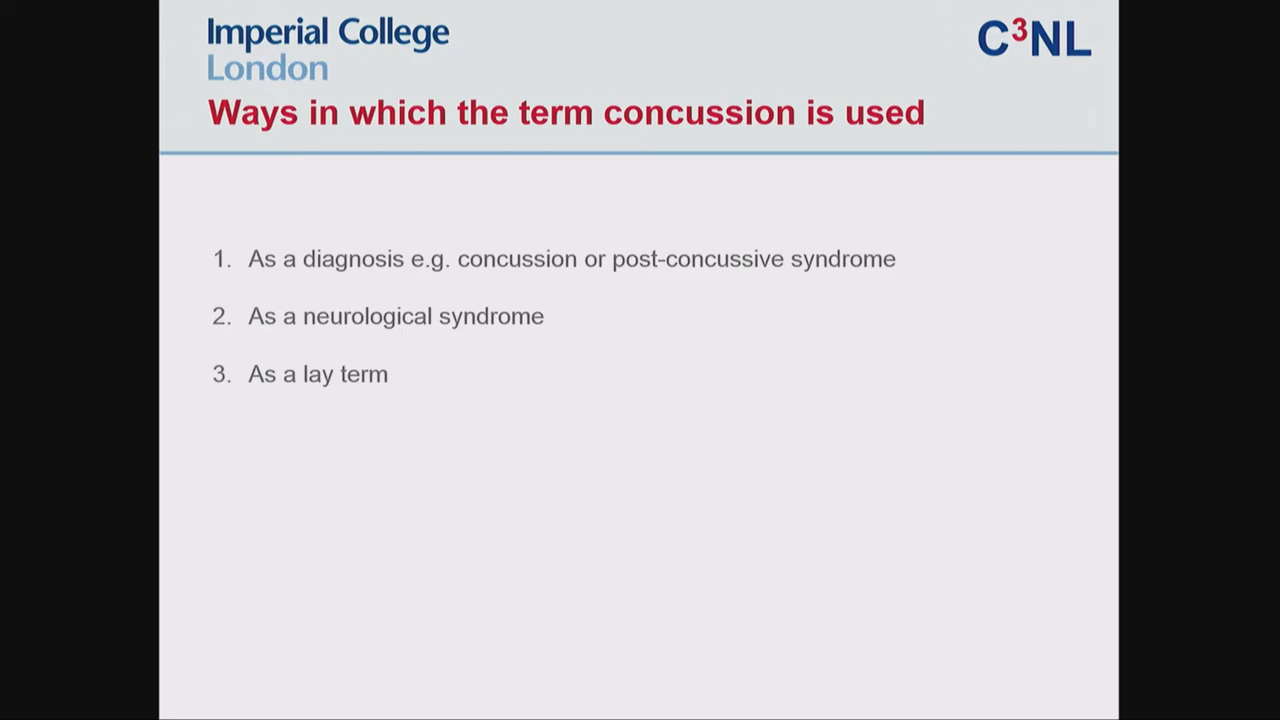 Imperial College
London
C³NL
Ways in which the term concussion is used
1. As a diagnosis e.g. concussion or post-concussive syndrome
2. As a neurological syndrome
3. As a lay term